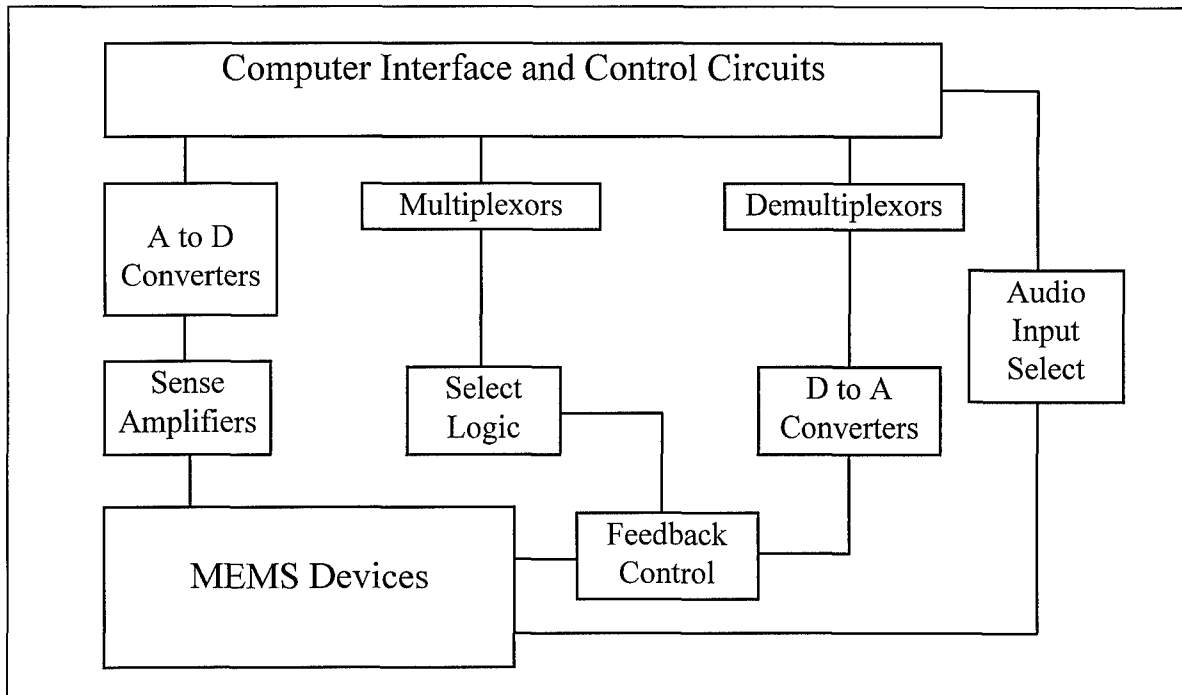 Computer Interface and Control Circuits
A to D
Converters
Multiplexors
Demultiplexors
Audio
Input
Select
Sense
Amplifiers
Select
Logic
D to A
Converters
Feedback
Control
MEMS Devices